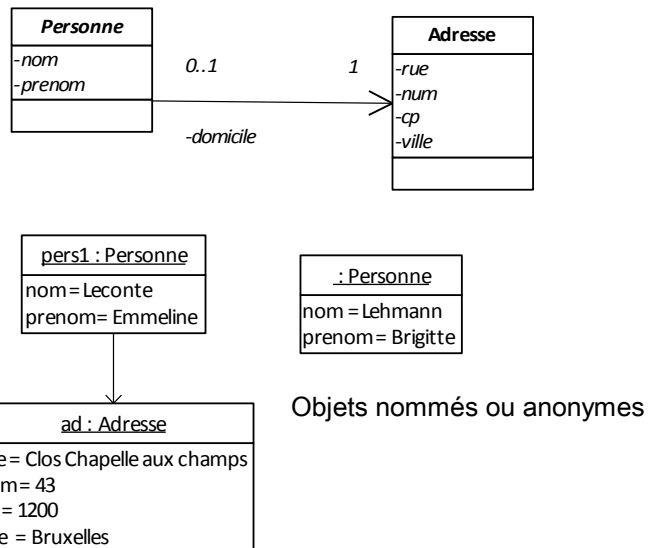 Personne
-nom
-prenom
0..1
1
-domicile
Adresse
-rue
-num
-cp
-ville
pers1 : Personne
nom = Leconte
prenom= Emmeline
: Personne
nom = Lehmann
prenom= Brigitte
Objets nommés ou anonymes
ad : Adresse
e= Clos Chapelle aux champs
m= 43
= 1200
e = Bruxelles